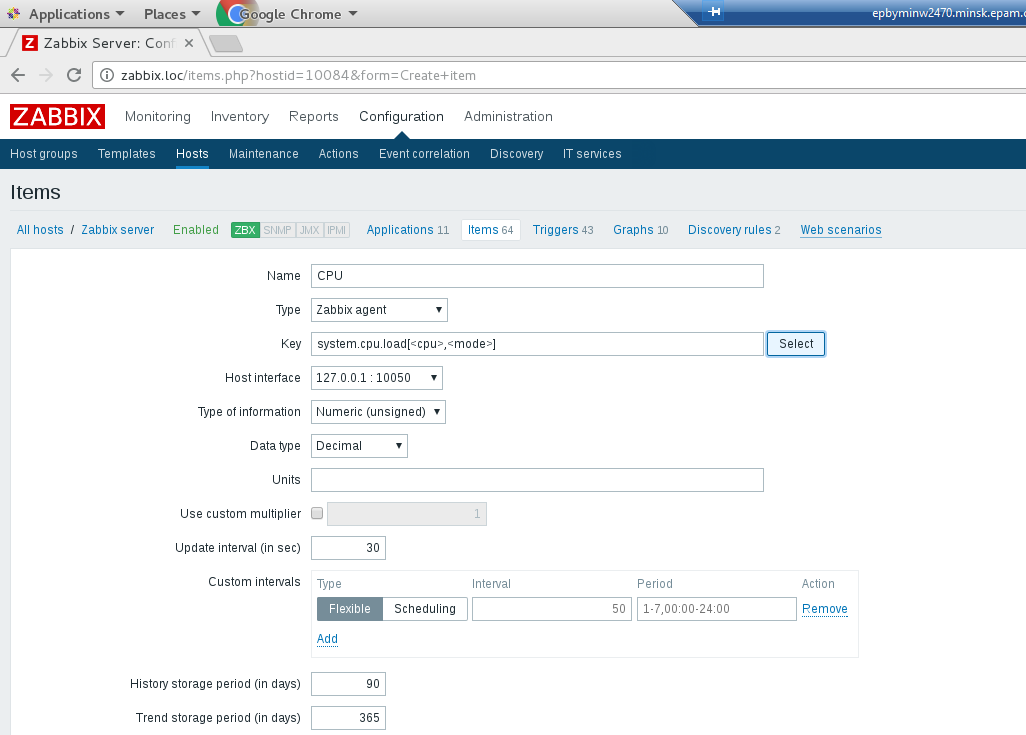 Applications Places Google Chrome epbyminw2470.minsk.epam.c
Zabbix Server: Conf
zabbix.loc/items.php?hostid=10084&form=Create+item
ZABBIX Monitoring Inventory Reports Configuration Administration
Host groups Templates Hosts Maintenance Actions Event correlation Discovery IT services
Items
All hosts / Zabbix server Enabled ZBX SNMP JMX IPMI Applications 11 Items 64 Triggers 43 Graphs 10 Discovery rules 2 Web scenarios
Name CPU
Type Zabbix agent
Key system.cpu.load[<cpu>,<mode>] Select
Host interface 127.0.0.1 : 10050
Type of information Numeric (unsigned)
Data type Decimal
Units
Use custom multiplier 1
Update interval (in sec) 30
Custom intervals Type Interval Period Action
Flexible Scheduling 50 1-7,00:00-24:00 Remove
Add
History storage period (in days) 90
Trend storage period (in days) 365